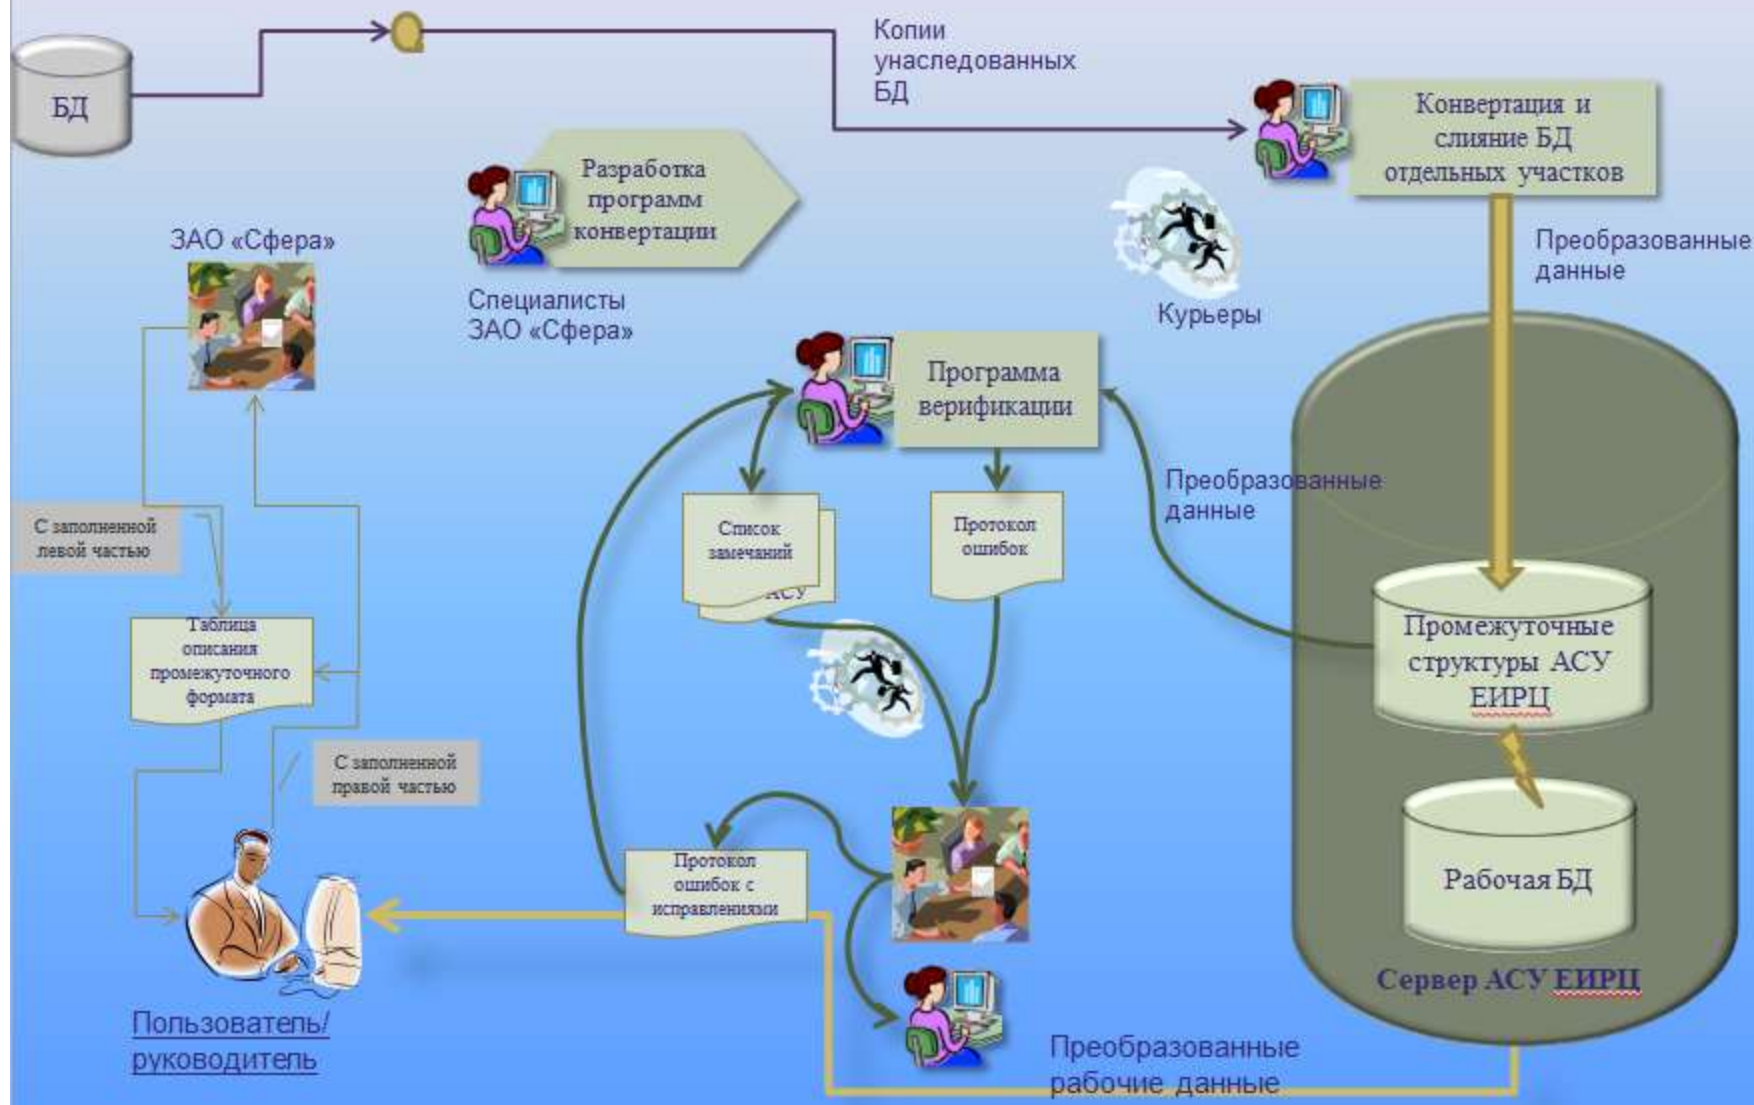 Копии
унаследованных
БД
БД
Конвертация и
слияние БД
отдельных участков
Разработка
программ
конвертации
ЗАО «Сфера»
Преобразованные
данные
Специалисты
ЗАО «Сфера»
Курьеры
Программа
верификации
Преобразованные
данные
С заполненной
левой частью
Список
замечаний
АСУ
Протокол
ошибок
Таблица
описания
промежуточного
формата
Промежуточные
структуры АСУ
ЕИРЦ
С заполненной
правой частью
Протокол
ошибок с
исправлениями
Рабочая БД
Сервер АСУ ЕИРЦ
Пользователь/
руководитель
Преобразованные
рабочие данные